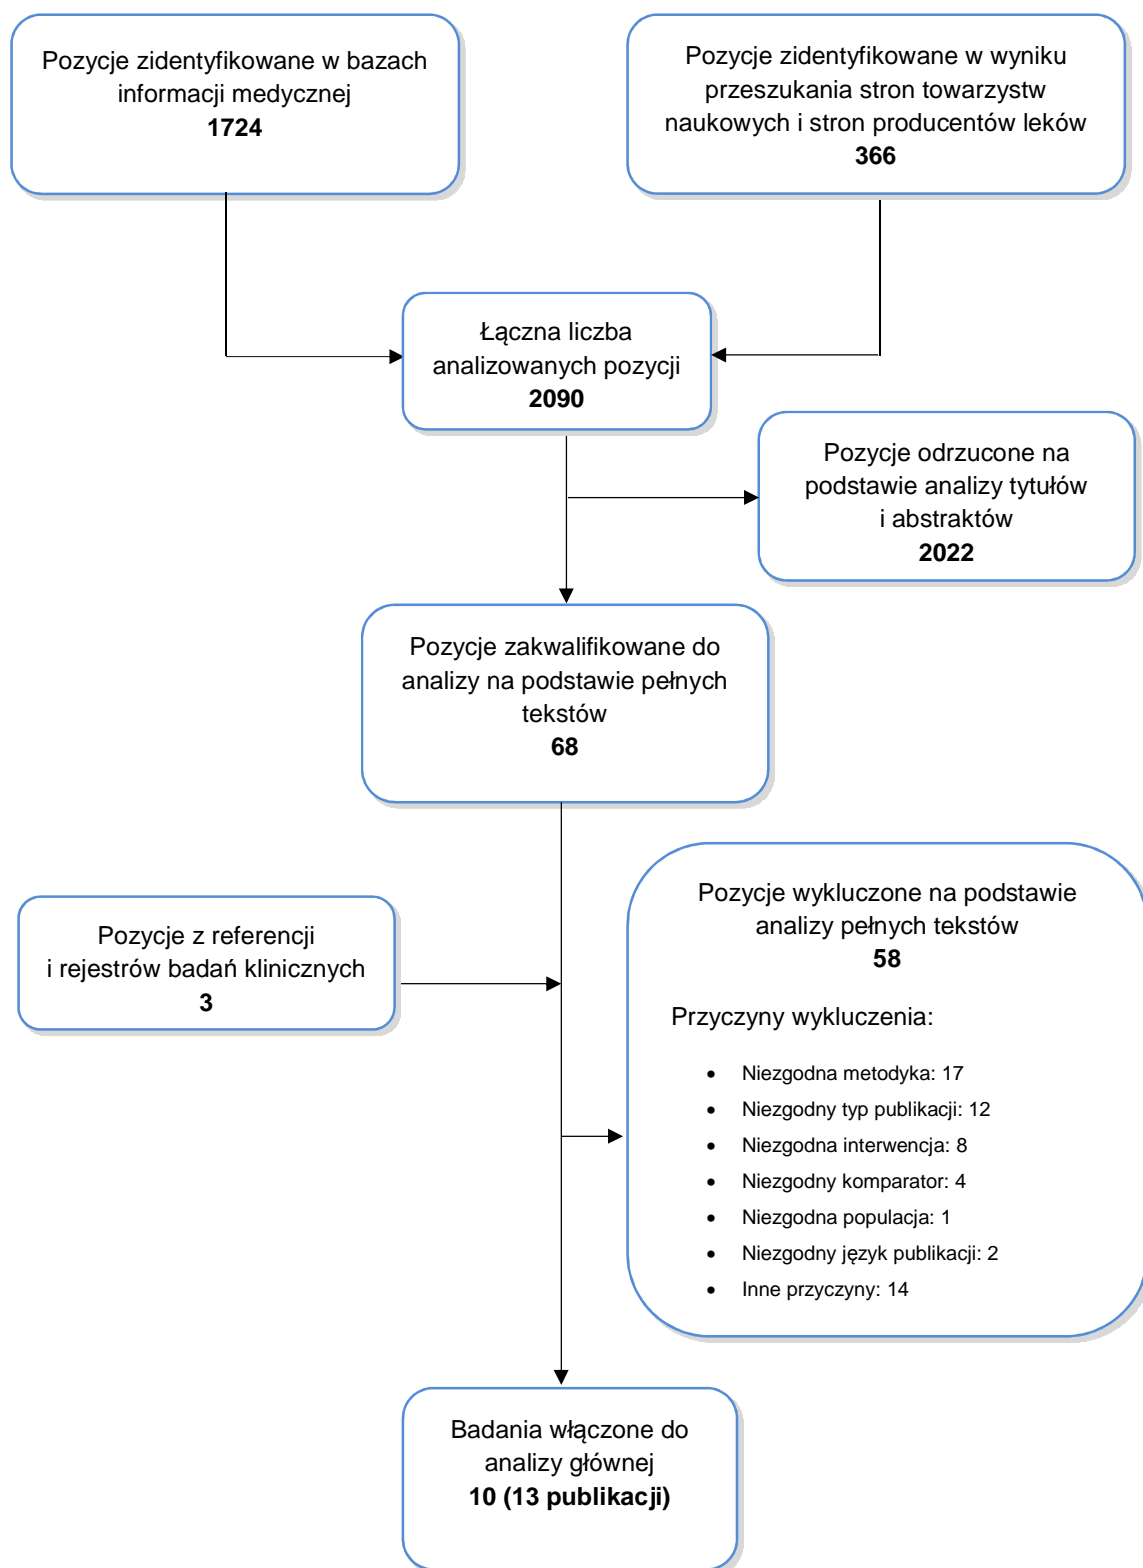 Pozycje zidentyfikowane w bazach
informacji medycznej
1724
Pozycje zidentyfikowane w wyniku
przeszukania stron towarzystw
naukowych i stron producentów leków
366
Łączna liczba
analizowanych pozycji
2090
Pozycje odrzucone na
podstawie analizy tytułów
i abstraktów
2022
Pozycje zakwalifikowane do
analizy na podstawie pełnych
tekstów
68
Pozycje z referencji
i rejestrów badań klinicznych
3
Pozycje wykluczone na podstawie
analizy pełnych tekstów
58
Przyczyny wykluczenia:
• Niezgodna metodyka: 17
• Niezgodny typ publikacji: 12
• Niezgodna interwencja: 8
• Niezgodny komparator: 4
• Niezgodna populacja: 1
• Niezgodny język publikacji: 2
• Inne przyczyny: 14
Badania włączone do
analizy głównej
10 (13 publikacji)